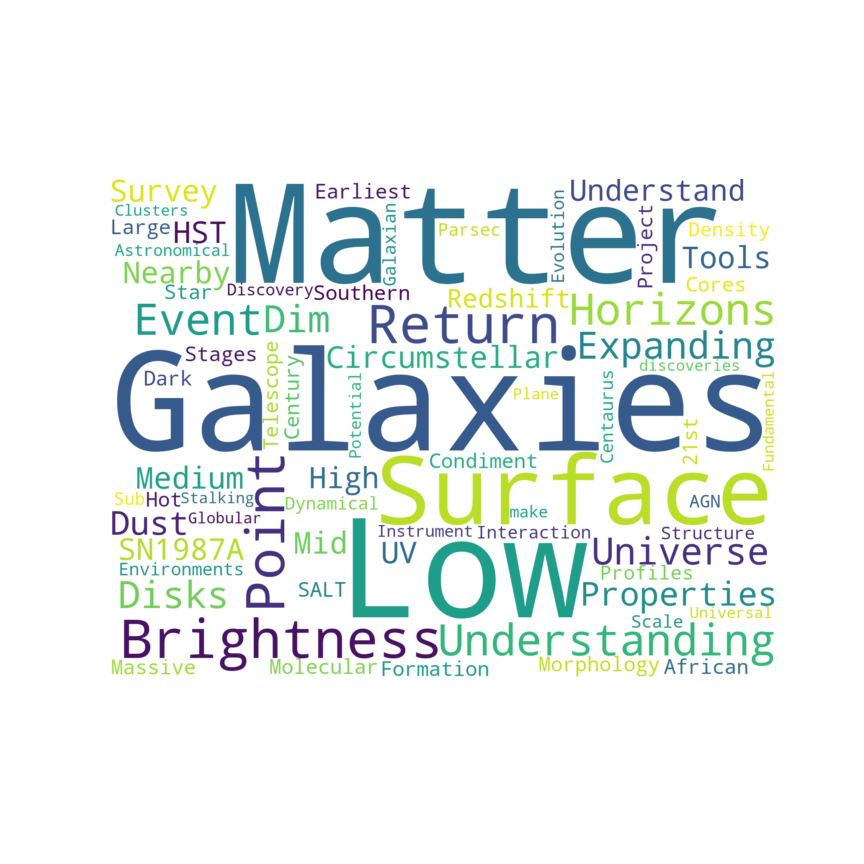 Survey
Matter
Earliest
Understand
Clusters
Large
HST
Galaxian
Parsec
Evolution
Project
Density
Astronomical
Nearby
Tools
Star
Discovery
Southern
Redshift
Cores
Event
Dim
Return
Horizons
Stages
Telescope
Century
Circumstellar
Expanding
Dark
Galaxies
Potential
Plane
Centaurus
discoveries
21st
Fundamental
Medium
Point
High
Condiment
Surface
Sub
Hot
Stalking
Dynamical
make
AGN
Dust
Globular
Low
Instrument
Interaction
Structure
SN1987A
Mid
UV
Universe
Environments
Profiles
Disks
SALT
Properties
Scale
Universal
Brightness
Understanding
Massive
Molecular
Formation
Morphology
African